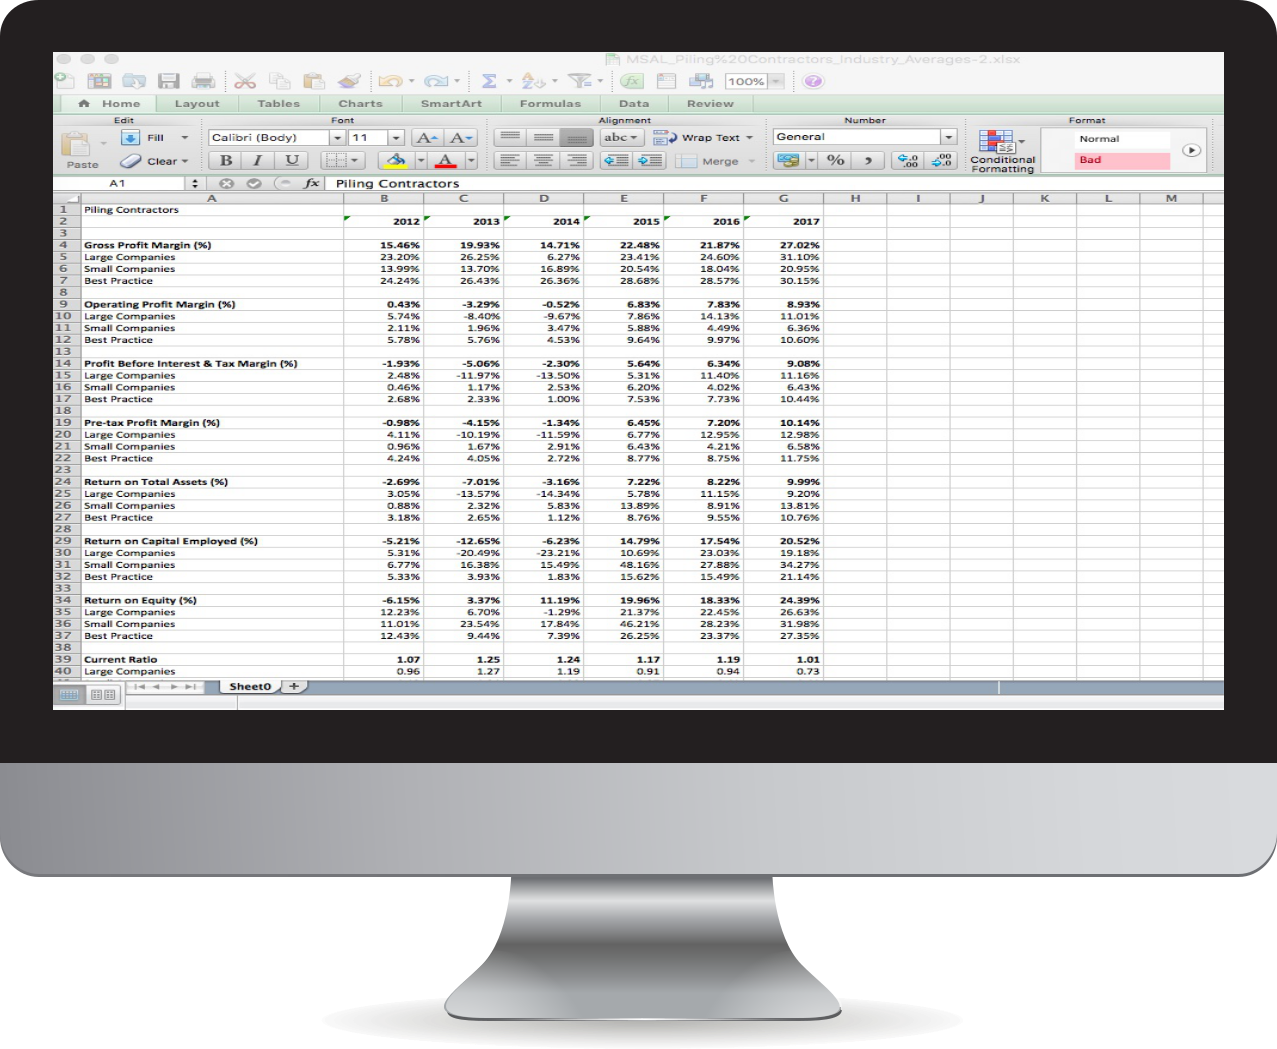 MSAL_Piling%20Contractors_Industry_Averages-2.xlsx
100%
Home Layout Tables Charts SmartArt Formulas Data Review
Edit Font Alignment Number Format
Paste Fill Calibri (Body) 11 A A abc Wrap Text General Conditional Formatting Normal
Clear B I U A Merge % , .0 .00 .00 .0 Bad
A1 fx Piling Contractors
A B C D E F G H I J K L M
1 Piling Contractors
2 2012 2013 2014 2015 2016 2017
3
4 Gross Profit Margin (%) 15.46% 19.93% 14.71% 22.48% 21.87% 27.02%
5 Large Companies 23.20% 26.25% 6.27% 23.41% 24.60% 31.10%
6 Small Companies 13.99% 13.70% 16.89% 20.54% 18.04% 20.95%
7 Best Practice 24.24% 26.43% 26.36% 28.68% 28.57% 30.15%
8
9 Operating Profit Margin (%) 0.43% -3.29% -0.52% 6.83% 7.83% 8.93%
10 Large Companies 5.74% -8.40% -9.67% 7.86% 14.13% 11.01%
11 Small Companies 2.11% 1.96% 3.47% 5.88% 4.49% 6.36%
12 Best Practice 5.78% 5.76% 4.53% 9.64% 9.97% 10.60%
13
14 Profit Before Interest & Tax Margin (%) -1.93% -5.06% -2.30% 5.64% 6.34% 9.08%
15 Large Companies 2.48% -11.97% -13.50% 5.31% 11.40% 11.16%
16 Small Companies 0.46% 1.17% 2.53% 6.20% 4.02% 6.43%
17 Best Practice 2.68% 2.33% 1.00% 7.53% 7.73% 10.44%
18
19 Pre-tax Profit Margin (%) -0.98% -4.15% -1.34% 6.45% 7.20% 10.14%
20 Large Companies 4.11% -10.19% -11.59% 6.77% 12.95% 12.98%
21 Small Companies 0.96% 1.67% 2.91% 6.43% 4.21% 6.58%
22 Best Practice 4.24% 4.05% 2.72% 8.77% 8.75% 11.75%
23
24 Return on Total Assets (%) -2.69% -7.01% -3.16% 7.22% 8.22% 9.99%
25 Large Companies 3.05% -13.57% -14.34% 5.78% 11.15% 9.20%
26 Small Companies 0.88% 2.32% 5.83% 13.89% 8.91% 13.81%
27 Best Practice 3.18% 2.65% 1.12% 8.76% 9.55% 10.76%
28
29 Return on Capital Employed (%) -5.21% -12.65% -6.23% 14.79% 17.54% 20.52%
30 Large Companies 5.31% -20.49% -23.21% 10.69% 23.03% 19.18%
31 Small Companies 6.77% 16.38% 15.49% 48.16% 27.88% 34.27%
32 Best Practice 5.33% 3.93% 1.83% 15.62% 15.49% 21.14%
33
34 Return on Equity (%) -6.15% 3.37% 11.19% 19.96% 18.33% 24.39%
35 Large Companies 12.23% 6.70% -1.29% 21.37% 22.45% 26.63%
36 Small Companies 11.01% 23.54% 17.84% 46.21% 28.23% 31.98%
37 Best Practice 12.43% 9.44% 7.39% 26.25% 23.37% 27.35%
38
39 Current Ratio 1.07 1.25 1.24 1.17 1.19 1.01
40 Large Companies 0.96 1.27 1.19 0.91 0.94 0.73
Sheet0 +